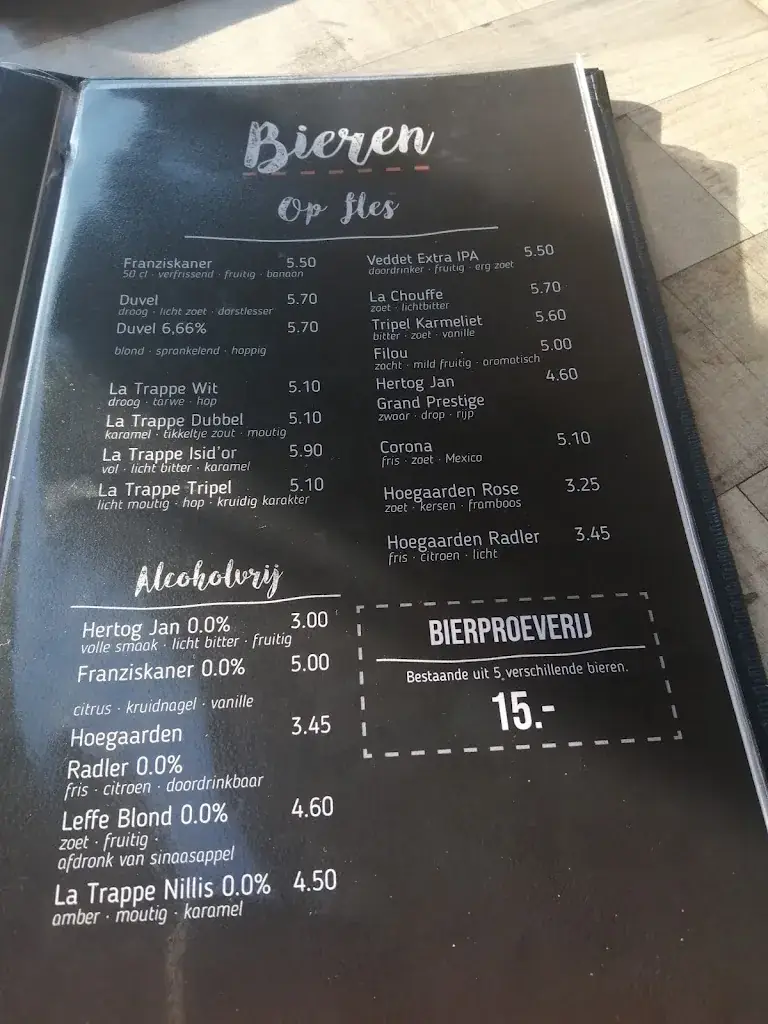 Bieren
Op fles
Franziskaner 5.50
50 cl · verfrissend · fruitig · banaan
Duvel 5.70
droog · licht zoet · dorstlesser
Duvel 6,66% 5.70
blond · sprankelend · hoppig
La Trappe Wit 5.10
droog · tarwe · hop
La Trappe Dubbel 5.10
karamel · tikkeltje zout · moutig
La Trappe Isid'or 5.90
vol · licht bitter · karamel
La Trappe Tripel 5.10
licht moutig · hop · kruidig karakter
Veddet Extra IPA 5.50
doordrinker · fruitig · erg zoet
La Chouffe 5.70
zoet · lichtbitter
Tripel Karmeliet 5.60
bitter · zoet · vanille
Filou 5.00
zacht · mild fruitig · aromatisch
Hertog Jan 4.60
Grand Prestige
zwaar · drop · rijp
Corona 5.10
fris · zoet · Mexico
Hoegaarden Rose 3.25
zoet · kersen · framboos
Hoegaarden Radler 3.45
fris · citroen · licht
Alcoholvrij
Hertog Jan 0.0% 3.00
volle smaak · licht bitter · fruitig
Franziskaner 0.0% 5.00
citrus · kruidnagel · vanille
Hoegaarden 3.45
Radler 0.0%
fris · citroen · doordrinkbaar
Leffe Blond 0.0% 4.60
zoet · fruitig ·
afdronk van sinaasappel
La Trappe Nillis 0.0% 4.50
amber · moutig · karamel
BIERPROEVERIJ
Bestaande uit 5 verschillende bieren.
15.-